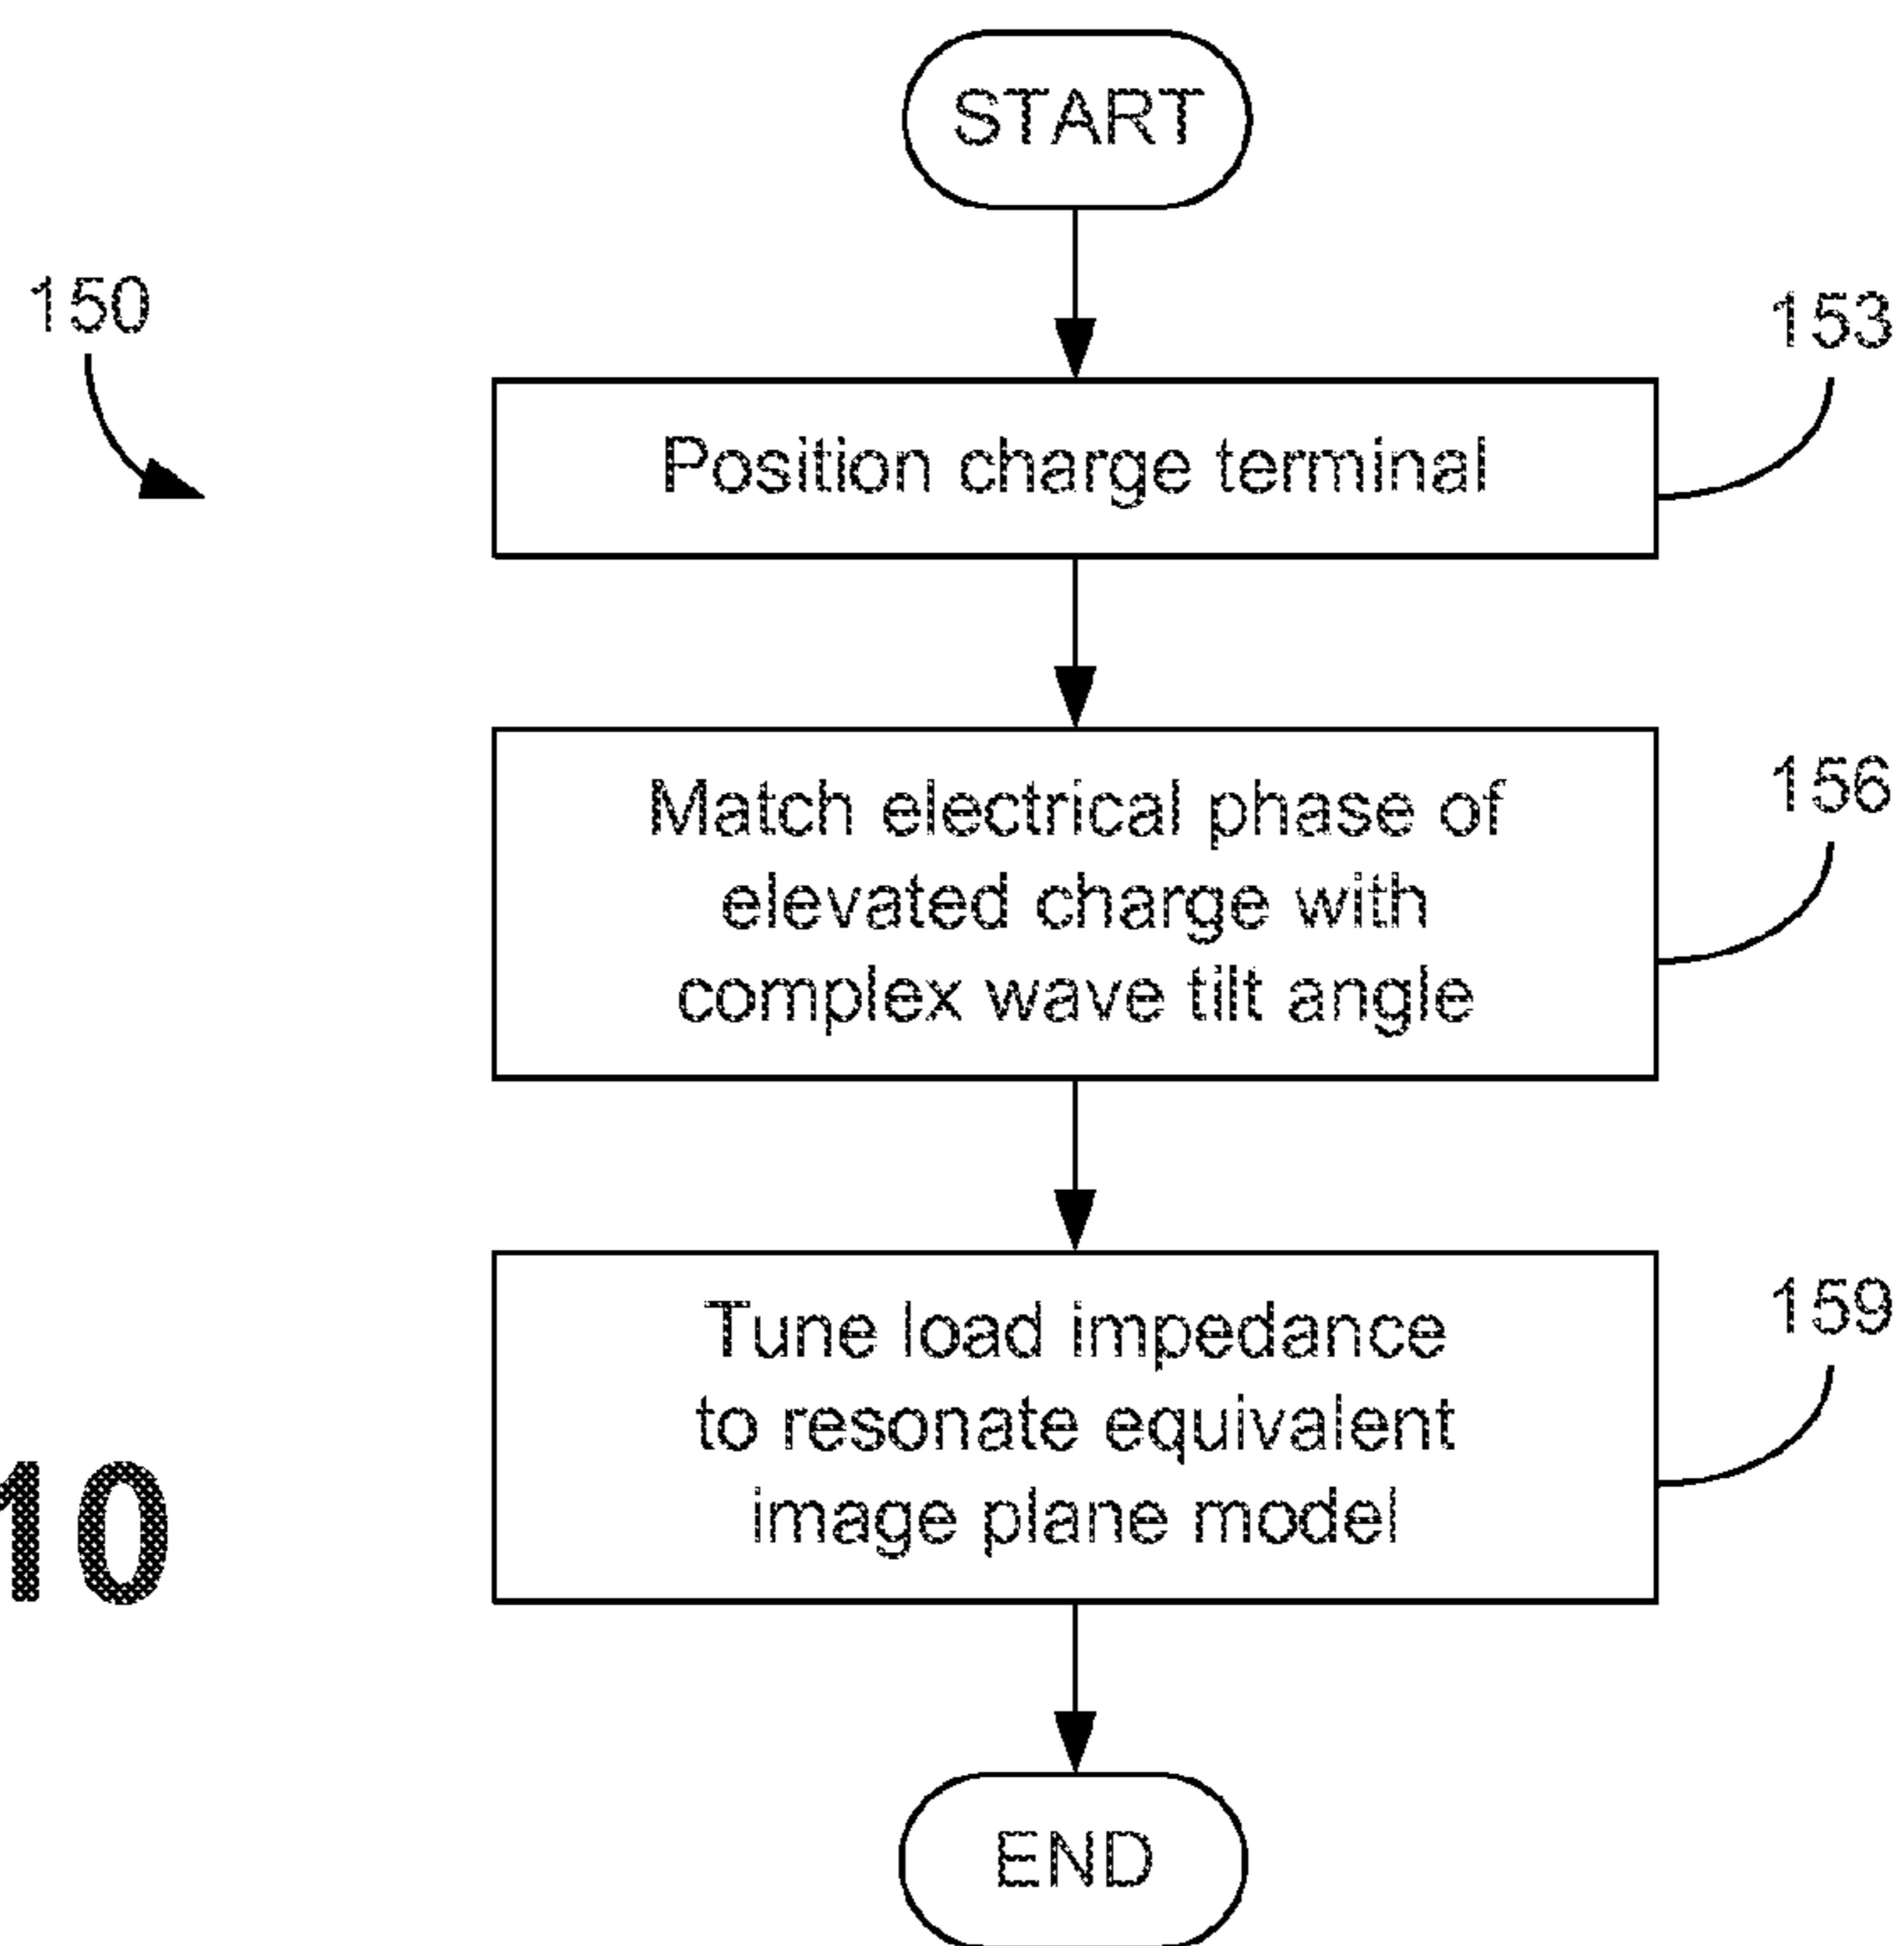 START
150
153
Position charge terminal
156
Match electrical phase of
elevated charge with
complex wave tilt angle
159
Tune load impedance
to resonate equivalent
image plane model
10
END